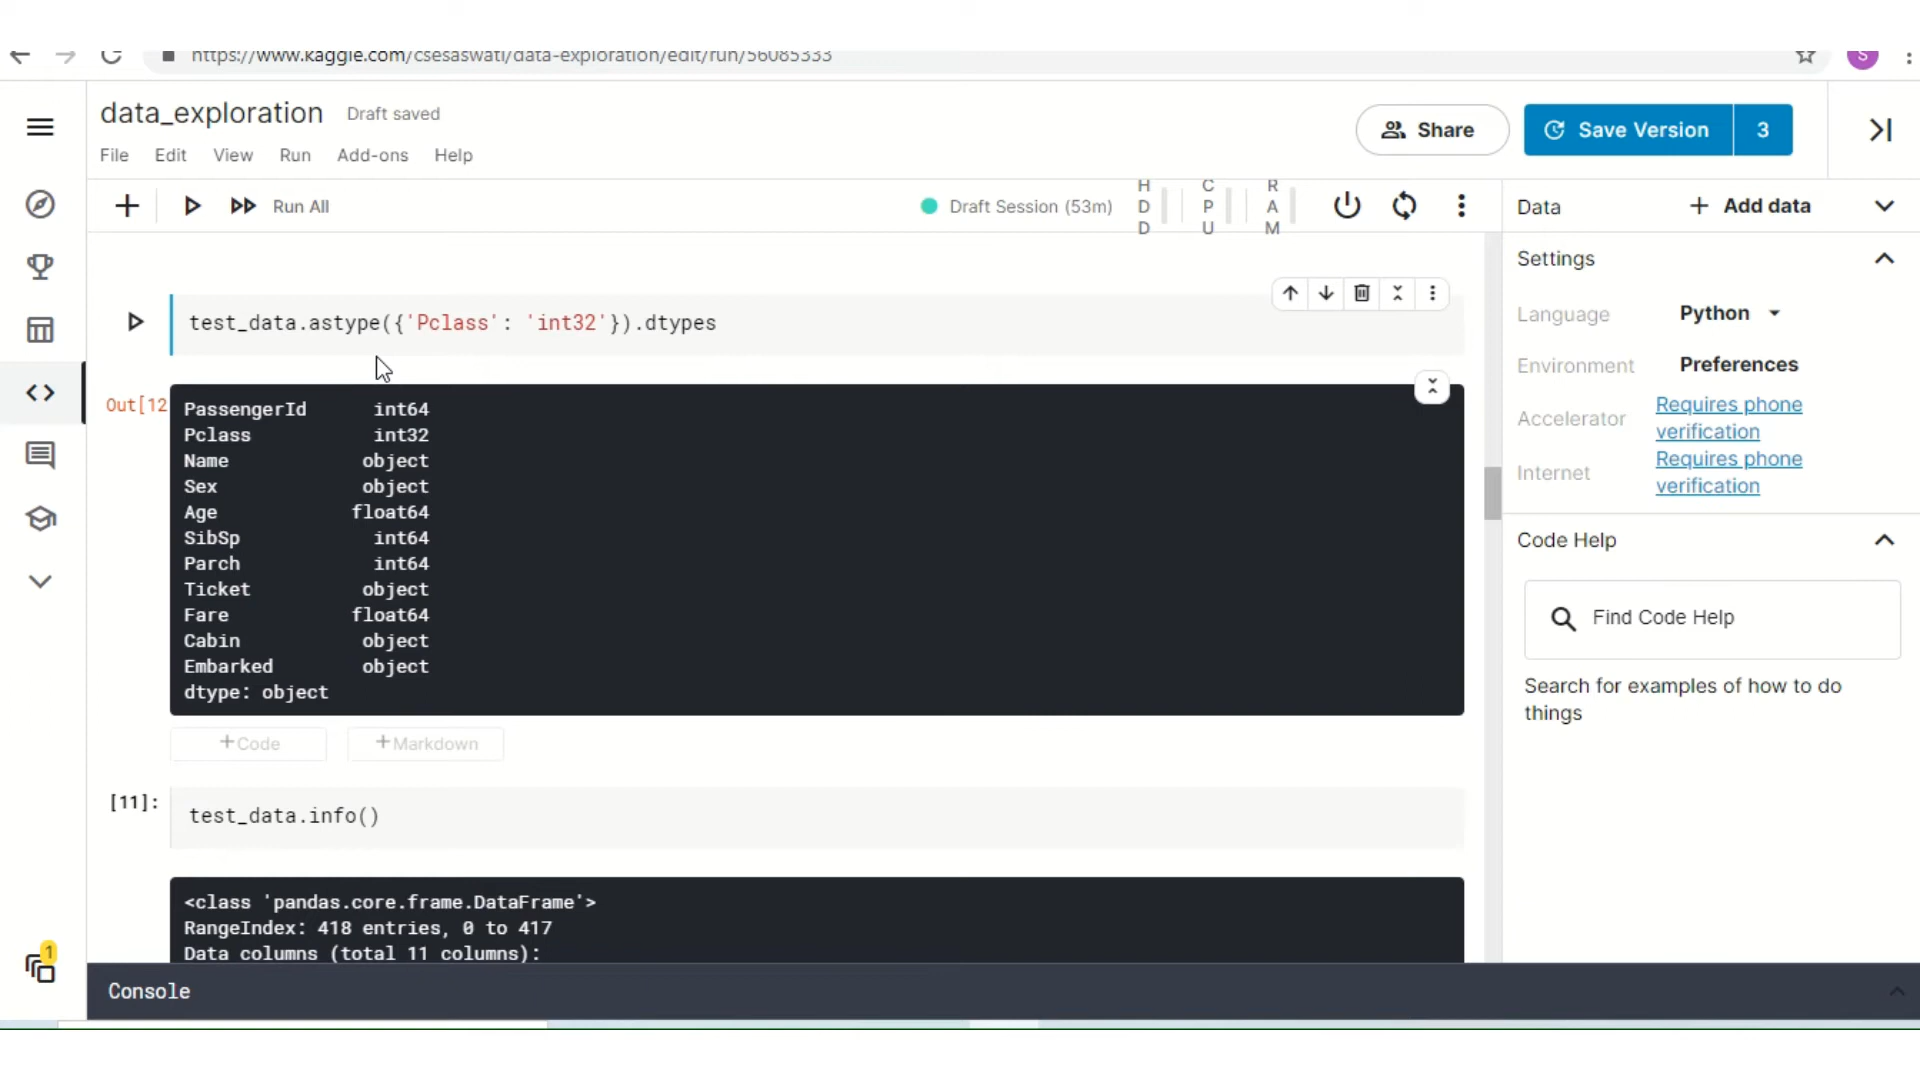 https://www.kaggle.com/csesaswati/data-exploration/edit/run/56085333
S
data_exploration Draft saved
File Edit View Run Add-ons Help
Share
Save Version 3
Run All
Draft Session (53m)
HDD
CPU
RAM
Data
Add data
Settings
Language Python
Environment Preferences
Accelerator Requires phone
verification
Internet Requires phone
verification
Code Help
Find Code Help
Search for examples of how to do
things
test_data.astype({'Pclass': 'int32'}).dtypes
Out[12
PassengerId int64
Pclass int32
Name object
Sex object
Age float64
SibSp int64
Parch int64
Ticket object
Fare float64
Cabin object
Embarked object
dtype: object
+Code +Markdown
[11]: test_data.info()
<class 'pandas.core.frame.DataFrame'>
RangeIndex: 418 entries, 0 to 417
Data columns (total 11 columns):
1
Console